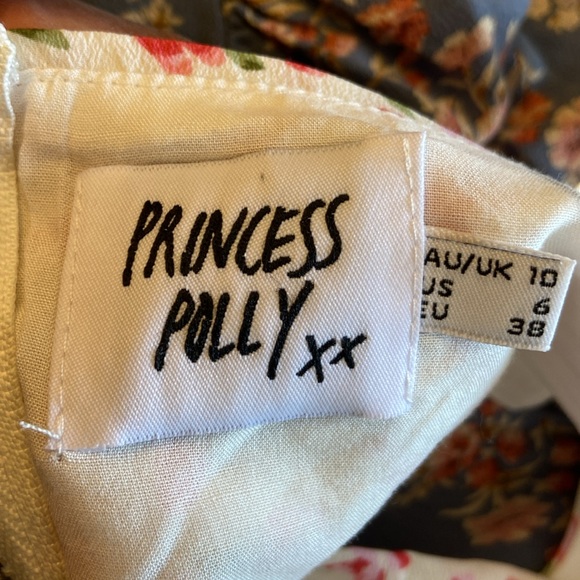 PRINCESS
POLLY xx
AU/UK 10
US 6
EU 38